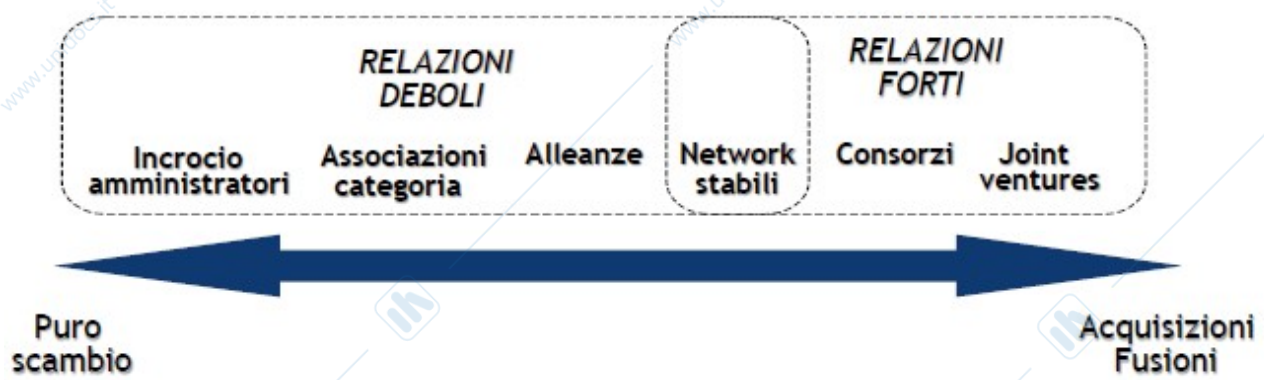 RELAZIONI
DEBOLI
RELAZIONI
FORTI
Incrocio
amministratori
Associazioni
categoria
Alleanze
Network
stabili
Consorzi
Joint
ventures
Puro
scambio
Acquisizioni
Fusioni